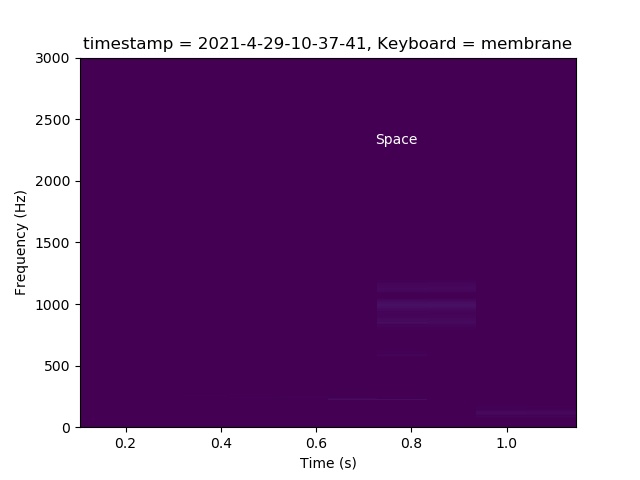 timestamp = 2021-4-29-10-37-41, Keyboard = membrane
3000
2500
Space
2000
1500
1000
500
0
Frequency (Hz)
0.2 0.4 0.6 0.8 1.0
Time (s)